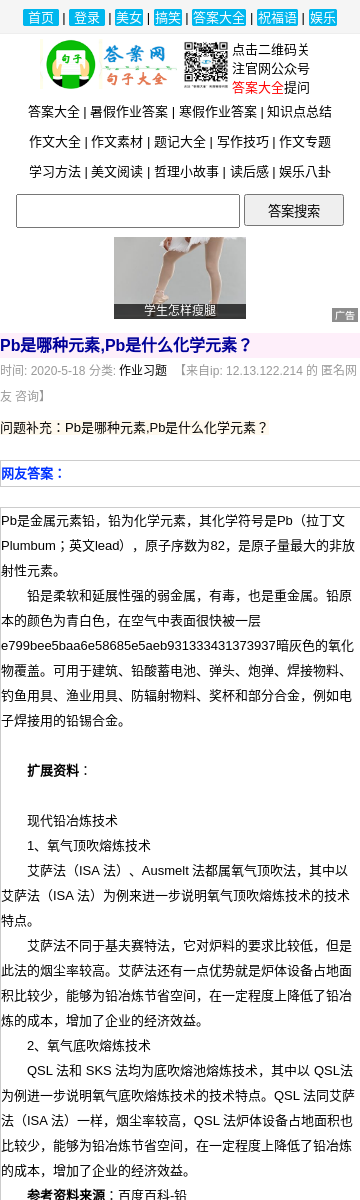 首页 | 登录 | 美女 | 搞笑 | 答案大全 | 祝福语 | 娱乐
句子 答案网 句子大全 点击二维码关
注官网公众号
答案大全提问
答案大全 | 暑假作业答案 | 寒假作业答案 | 知识点总结
作文大全 | 作文素材 | 题记大全 | 写作技巧 | 作文专题
学习方法 | 美文阅读 | 哲理小故事 | 读后感 | 娱乐八卦
答案搜索
学生怎样瘦腿
广告
Pb是哪种元素,Pb是什么化学元素？
时间: 2020-5-18 分类: 作业习题 【来自ip: 12.13.122.214 的 匿名网
友 咨询】
问题补充：Pb是哪种元素,Pb是什么化学元素？
网友答案：
Pb是金属元素铅，铅为化学元素，其化学符号是Pb（拉丁文
Plumbum；英文lead），原子序数为82，是原子量最大的非放
射性元素。
铅是柔软和延展性强的弱金属，有毒，也是重金属。铅原
本的颜色为青白色，在空气中表面很快被一层
e799bee5baa6e58685e5aeb931333431373937暗灰色的氧化
物覆盖。可用于建筑、铅酸蓄电池、弹头、炮弹、焊接物料、
钓鱼用具、渔业用具、防辐射物料、奖杯和部分合金，例如电
子焊接用的铅锡合金。
扩展资料：
现代铅冶炼技术
1、氧气顶吹熔炼技术
艾萨法（ISA 法）、Ausmelt 法都属氧气顶吹法，其中以
艾萨法（ISA 法）为例来进一步说明氧气顶吹熔炼技术的技术
特点。
艾萨法不同于基夫赛特法，它对炉料的要求比较低，但是
此法的烟尘率较高。艾萨法还有一点优势就是炉体设备占地面
积比较少，能够为铅冶炼节省空间，在一定程度上降低了铅冶
炼的成本，增加了企业的经济效益。
2、氧气底吹熔炼技术
QSL 法和 SKS 法均为底吹熔池熔炼技术，其中以 QSL法
为例进一步说明氧气底吹熔炼技术的技术特点。QSL 法同艾萨
法（ISA 法）一样，烟尘率较高，QSL 法炉体设备占地面积也
比较少，能够为铅冶炼节省空间，在一定程度上降低了铅冶炼
的成本，增加了企业的经济效益。
参考资料来源：百度百科-铅